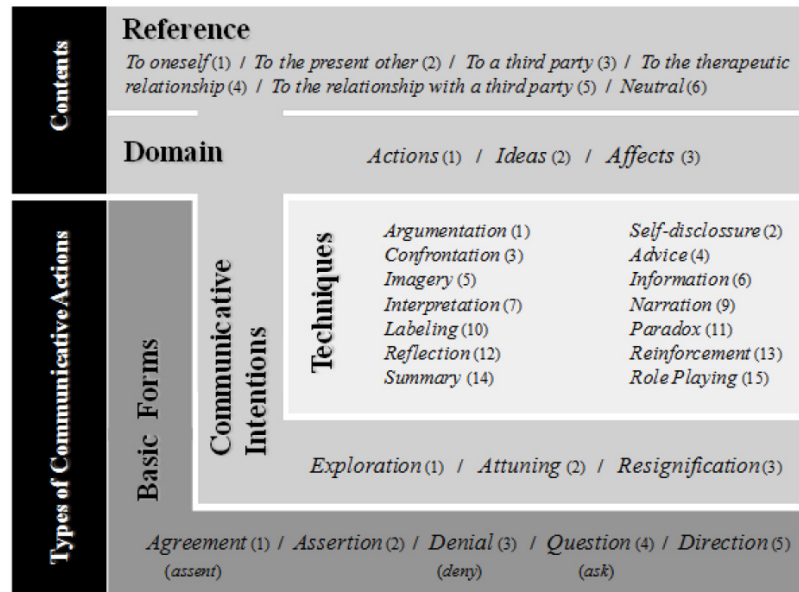 Contents
Reference
To oneself (1) / To the present other (2) / To a third party (3) / To the therapeutic
relationship (4) / To the relationship with a third party (5) / Neutral (6)
Domain
Actions (1) / Ideas (2) / Affects (3)
Types of Communicative Actions
Basic Forms
Communicative
Intentions
Techniques
Argumentation (1) Self-disclossure (2)
Confrontation (3) Advice (4)
Imagery (5) Information (6)
Interpretation (7) Narration (9)
Labeling (10) Paradox (11)
Reflection (12) Reinforcement (13)
Summary (14) Role Playing (15)
Exploration (1) / Attuning (2) / Resignification (3)
Agreement (1) / Assertion (2) / Denial (3) / Question (4) / Direction (5)
(assent) (deny) (ask)